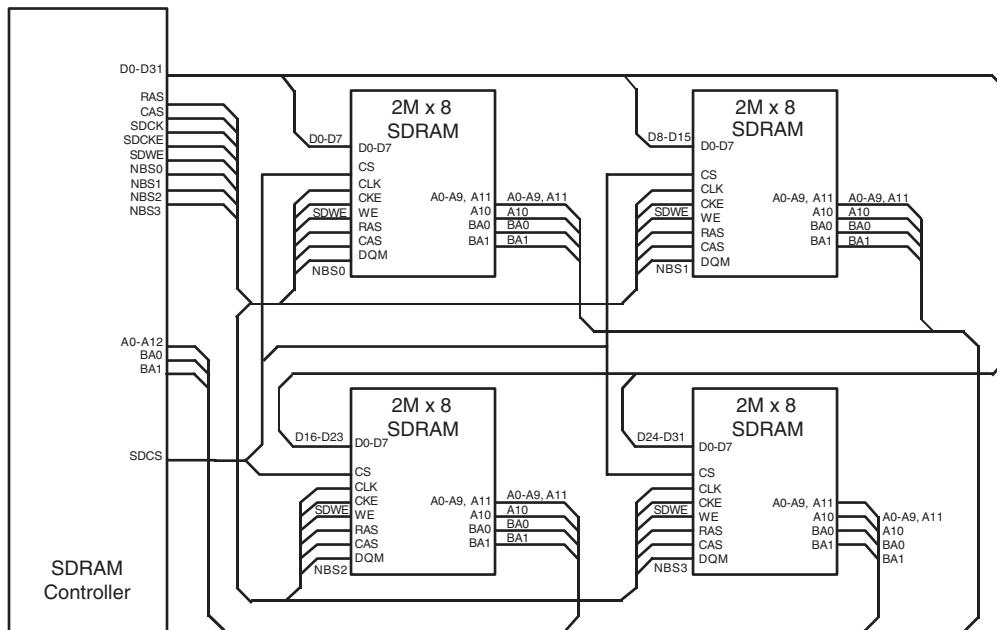 D0-D31
RAS
CAS
SDCK
SDCKE
SDWE
NBS0
NBS1
NBS2
NBS3
A0-A12
BA0
BA1
SDCS
SDRAM
Controller
2M x 8
SDRAM
D0-D7
D0-D7
CS
CLK
CKE
SDWE
WE
RAS
CAS
DQM
NBS0
A0-A9, A11
A10
BA0
BA1
A0-A9, A11
A10
BA0
BA1
2M x 8
SDRAM
D8-D15
D0-D7
CS
CLK
CKE
SDWE
WE
RAS
CAS
DQM
NBS1
A0-A9, A11
A10
BA0
BA1
A0-A9, A11
A10
BA0
BA1
2M x 8
SDRAM
D16-D23
D0-D7
CS
CLK
CKE
SDWE
WE
RAS
CAS
DQM
NBS2
A0-A9, A11
A10
BA0
BA1
A0-A9, A11
A10
BA0
BA1
2M x 8
SDRAM
D24-D31
D0-D7
CS
CLK
CKE
SDWE
WE
RAS
CAS
DQM
NBS3
A0-A9, A11
A10
BA0
BA1
A0-A9, A11
A10
BA0
BA1